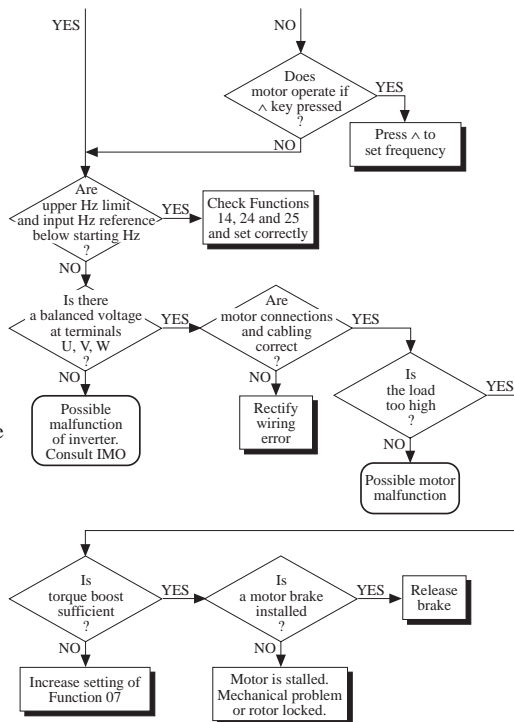 YES
NO
Does
motor operate if
∧ key pressed
?
YES
Press ∧ to
set frequency
NO
Are
upper Hz limit
and input Hz reference
below starting Hz
?
YES
Check Functions
14, 24 and 25
and set correctly
NO
Is there
a balanced voltage
at terminals
U, V, W
?
YES
Are
motor connections
and cabling
correct
?
YES
NO
Possible
malfunction
of inverter.
Consult IMO
NO
Rectify
wiring
error
Is
the load
too high
?
YES
NO
Possible motor
malfunction
e
Is
torque boost
sufficient
?
YES
Is
a motor brake
installed
?
YES
Release
brake
NO
Increase setting of
Function 07
NO
Motor is stalled.
Mechanical problem
or rotor locked.